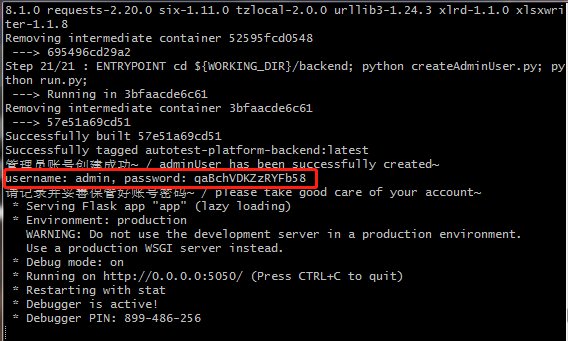 8.1.0 requests-2.20.0 six-1.11.0 tzlocal-2.0.0 urllib3-1.24.3 xlrd-1.1.0 xlsxwri
ter-1.1.8
Removing intermediate container 52595fcd0548
 ---> 695496cd29a2
Step 21/21 : ENTRYPOINT cd ${WORKING_DIR}/backend; python createAdminUser.py; py
thon run.py;
 ---> Running in 3bfaacde6c61
Removing intermediate container 3bfaacde6c61
 ---> 57e51a69cd51
Successfully built 57e51a69cd51
Successfully tagged autotest-platform-backend:latest
管理员账号创建成功~ / adminUser has been successfully created~
username: admin, password: qaBchVDKZzRYFb58
请记录并妥善保管好账号密码~ / please take good care of your account~
 * Serving Flask app "app" (lazy loading)
 * Environment: production
   WARNING: Do not use the development server in a production environment.
   Use a production WSGI server instead.
 * Debug mode: on
 * Running on http://0.0.0.0:5050/ (Press CTRL+C to quit)
 * Restarting with stat
 * Debugger is active!
 * Debugger PIN: 899-486-256